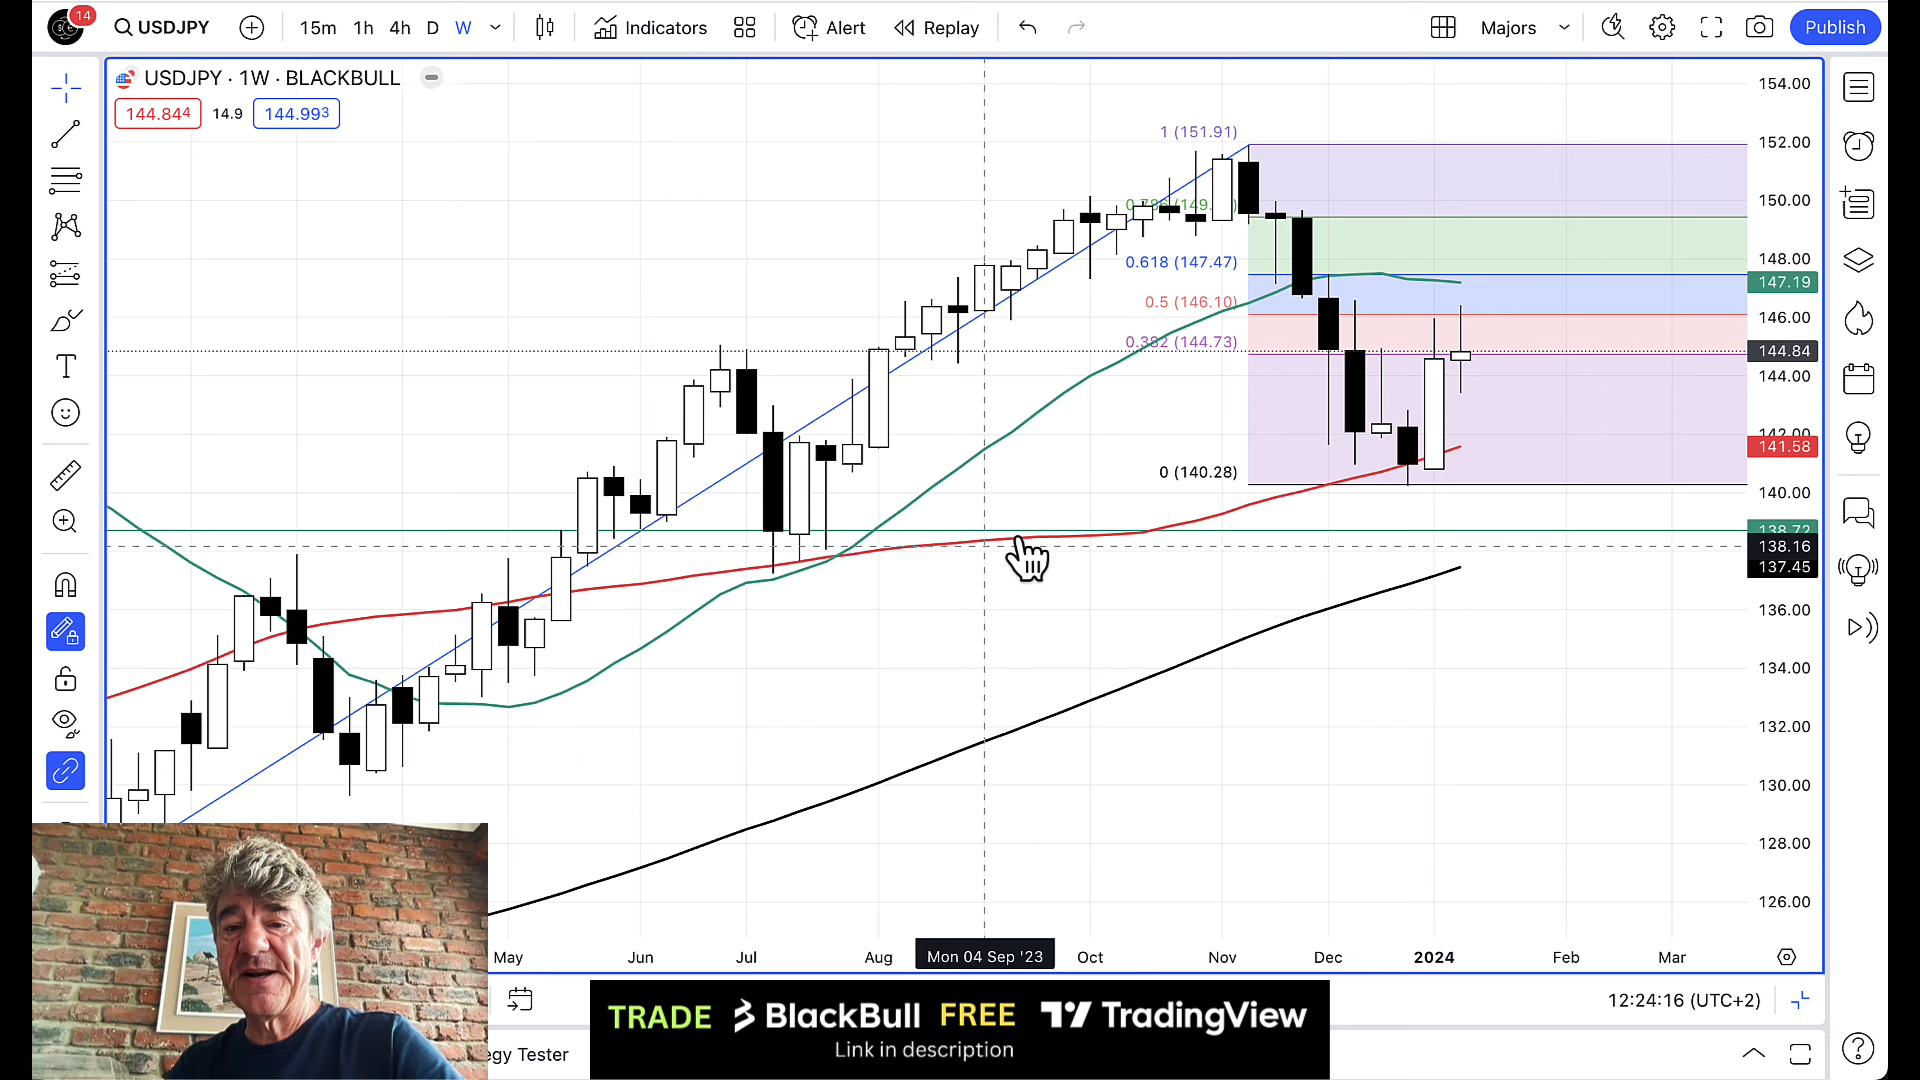 14
USDJPY
15m 1h 4h D W
Indicators
Alert
Replay
Majors
Publish
USDJPY · 1W · BLACKBULL
144.844 14.9 144.993
154.00
152.00
150.00
148.00
147.19
146.00
144.84
144.00
142.00
141.58
140.00
138.72
138.16
137.45
136.00
134.00
132.00
130.00
128.00
126.00
1 (151.91)
0.618 (147.47)
0.5 (146.10)
0.382 (144.73)
0 (140.28)
May Jun Jul Aug Mon 04 Sep '23 Oct Nov Dec 2024 Feb Mar
12:24:16 (UTC+2)
egy Tester
TRADE BlackBull FREE TradingView
Link in description